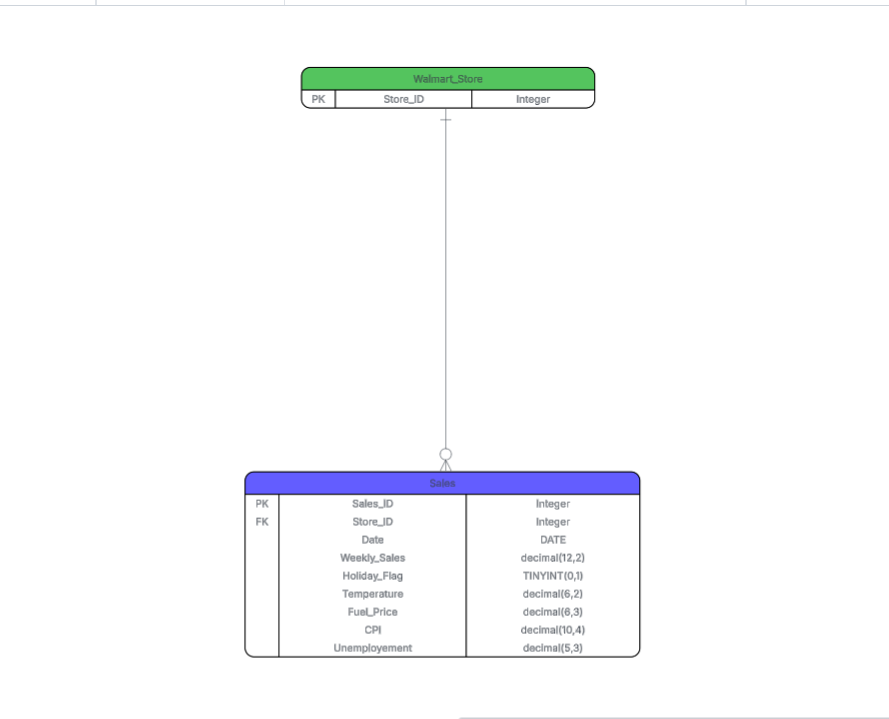 Walmart_Store
PK Store_ID Integer
Sales
PK Sales_ID Integer
FK Store_ID Integer
Date DATE
Weekly_Sales decimal(12,2)
Holiday_Flag TINYINT(0,1)
Temperature decimal(6,2)
Fuel_Price decimal(6,3)
CPI decimal(10,4)
Unemployement decimal(5,3)